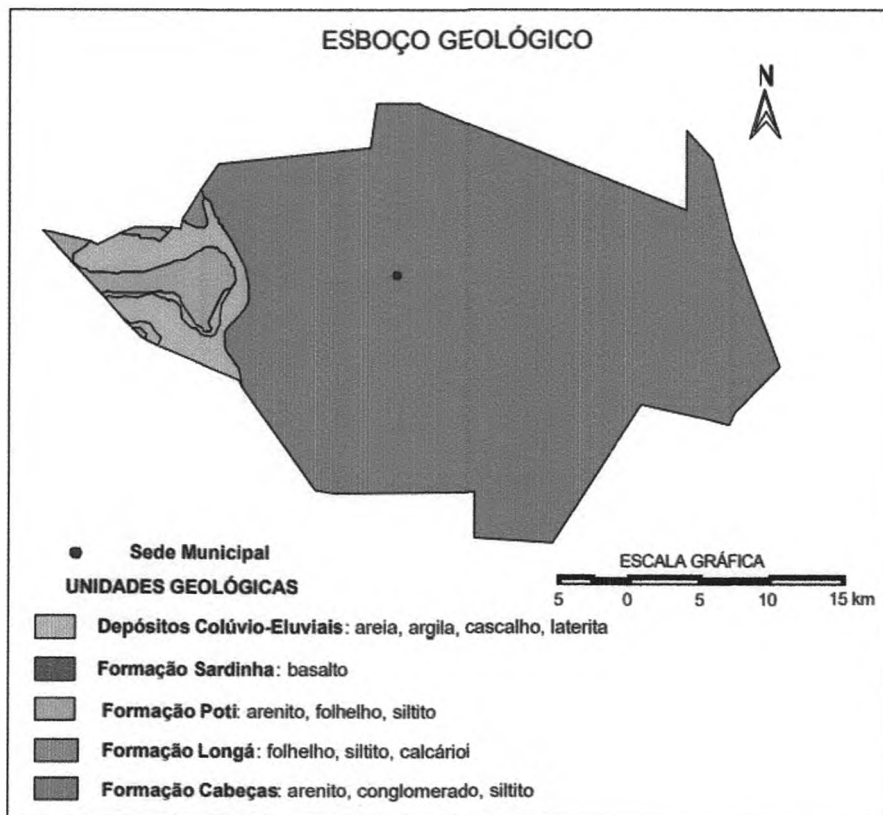 ESBOÇO GEOLÓGICO
N
Sede Municipal
UNIDADES GEOLÓGICAS
ESCALA GRÁFICA
5 0 5 10 15 km
Depósitos Colúvio-Eluviais: areia, argila, cascalho, laterita
Formação Sardinha: basalto
Formação Poti: arenito, folhelho, siltito
Formação Longá: folhelho, siltito, calcárioi
Formação Cabeças: arenito, conglomerado, siltito